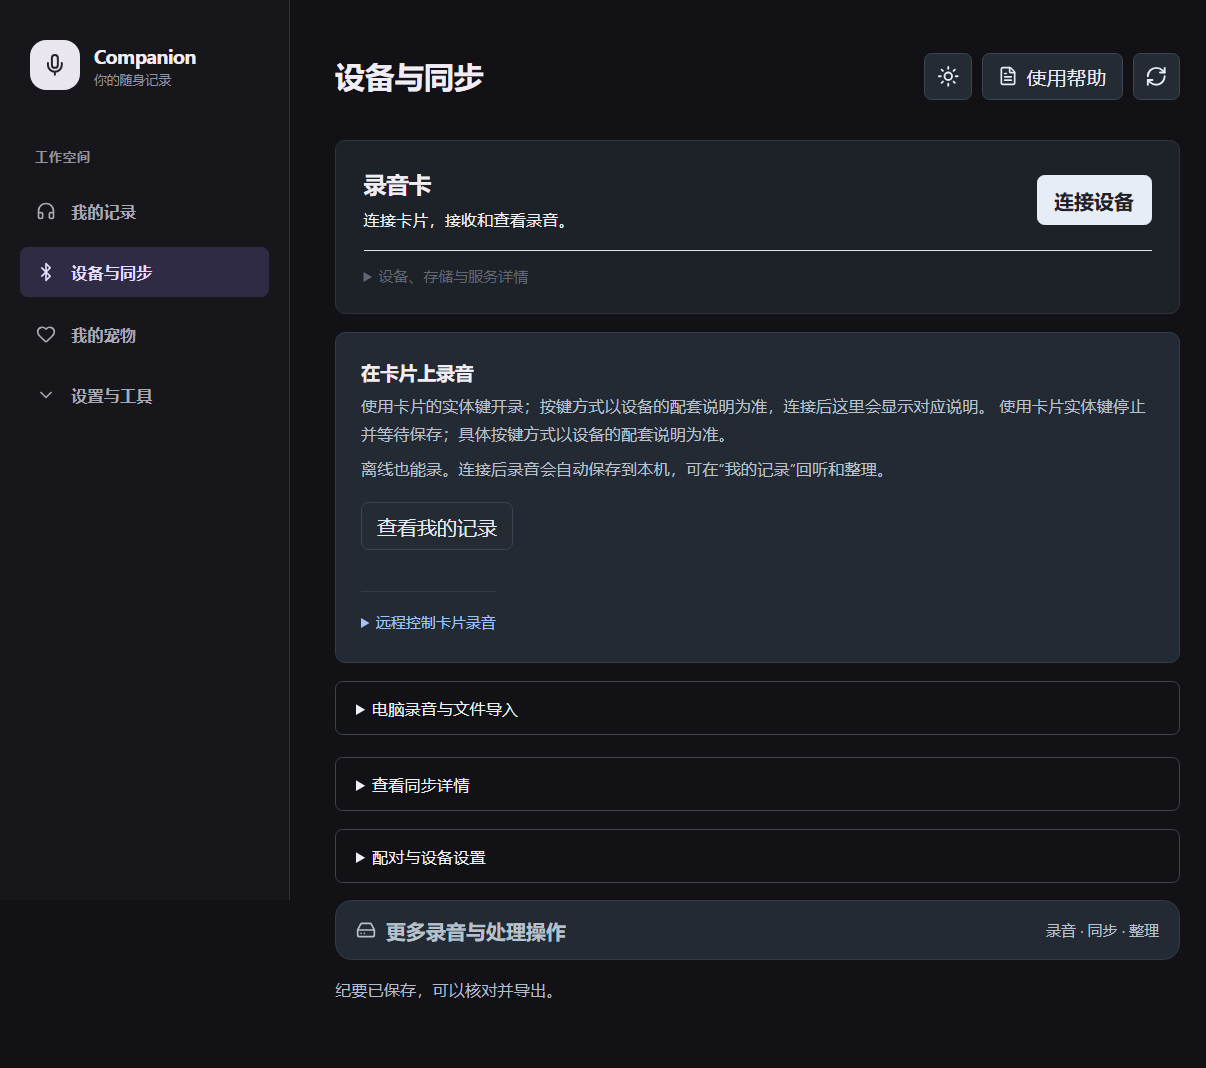 Companion
你的随身记录
工作空间
我的记录
设备与同步
我的宠物
设置与工具
设备与同步
使用帮助
录音卡
连接卡片，接收和查看录音。
连接设备
设备、存储与服务详情
在卡片上录音
使用卡片的实体键开录；按键方式以设备的配套说明为准，连接后这里会显示对应说明。 使用卡片实体键停止
并等待保存；具体按键方式以设备的配套说明为准。
离线也能录。连接后录音会自动保存到本机，可在“我的记录”回听和整理。
查看我的记录
远程控制卡片录音
电脑录音与文件导入
查看同步详情
配对与设备设置
更多录音与处理操作
录音 · 同步 · 整理
纪要已保存，可以核对并导出。